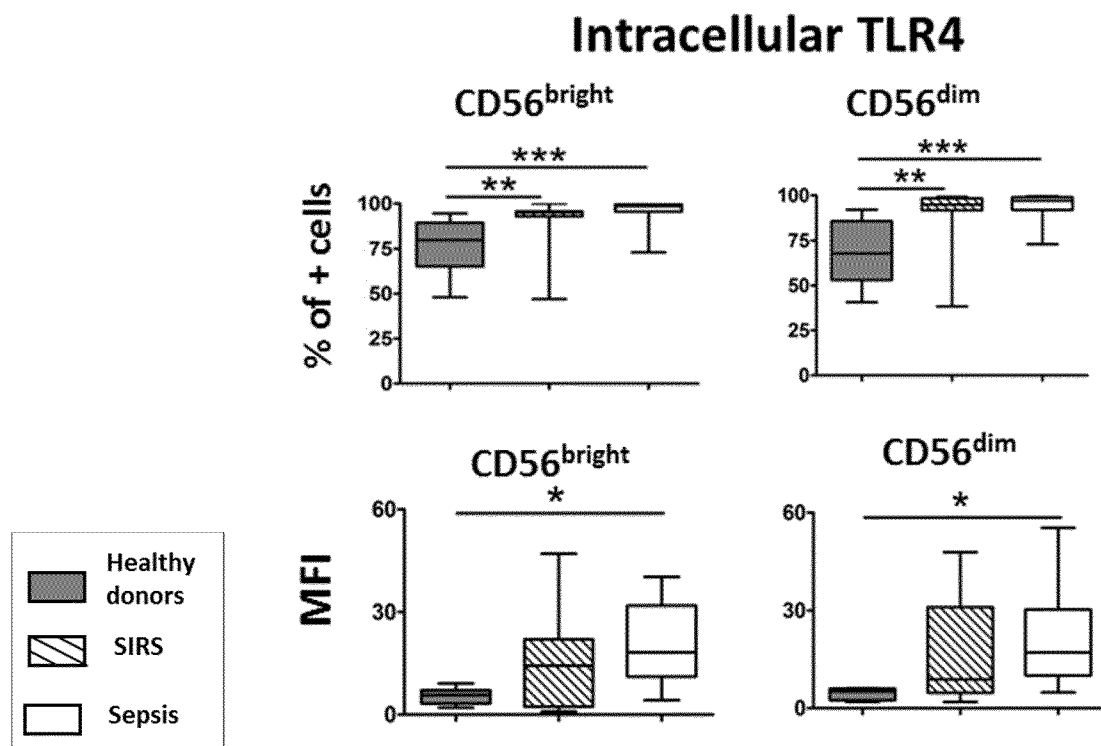 Intracellular TLR4
CD56bright
CD56dim
***
**
***
**
% of + cells
100
75
50
25
0
100
75
50
25
0
CD56bright
CD56dim
*
*
MFI
60
30
0
60
30
0
Healthy
donors
SIRS
Sepsis